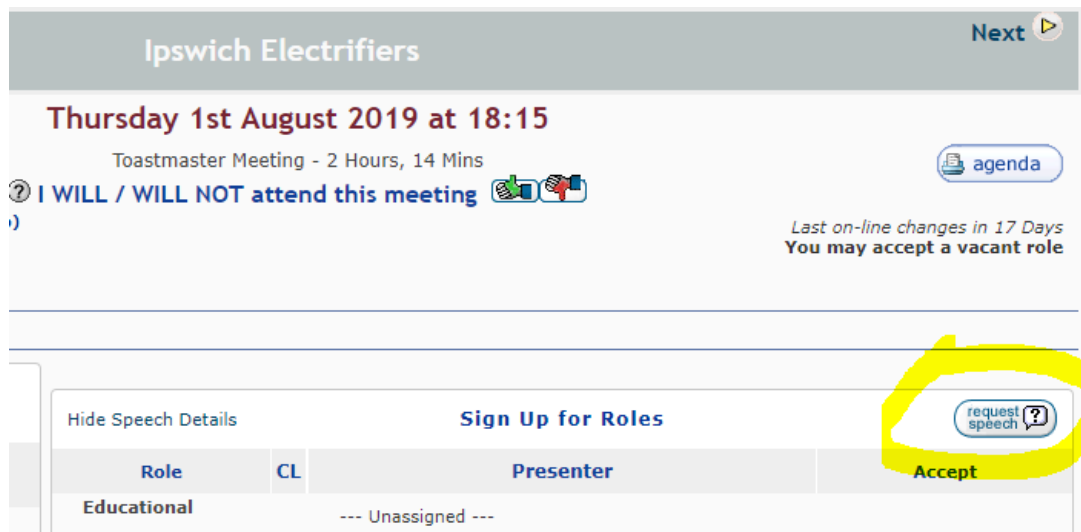 Next
Ipswich Electrifiers
Thursday 1st August 2019 at 18:15
Toastmaster Meeting - 2 Hours, 14 Mins
agenda
? I WILL / WILL NOT attend this meeting
)
Last on-line changes in 17 Days
You may accept a vacant role
Hide Speech Details
Sign Up for Roles
request
speech ?
Role CL Presenter Accept
Educational
--- Unassigned ---